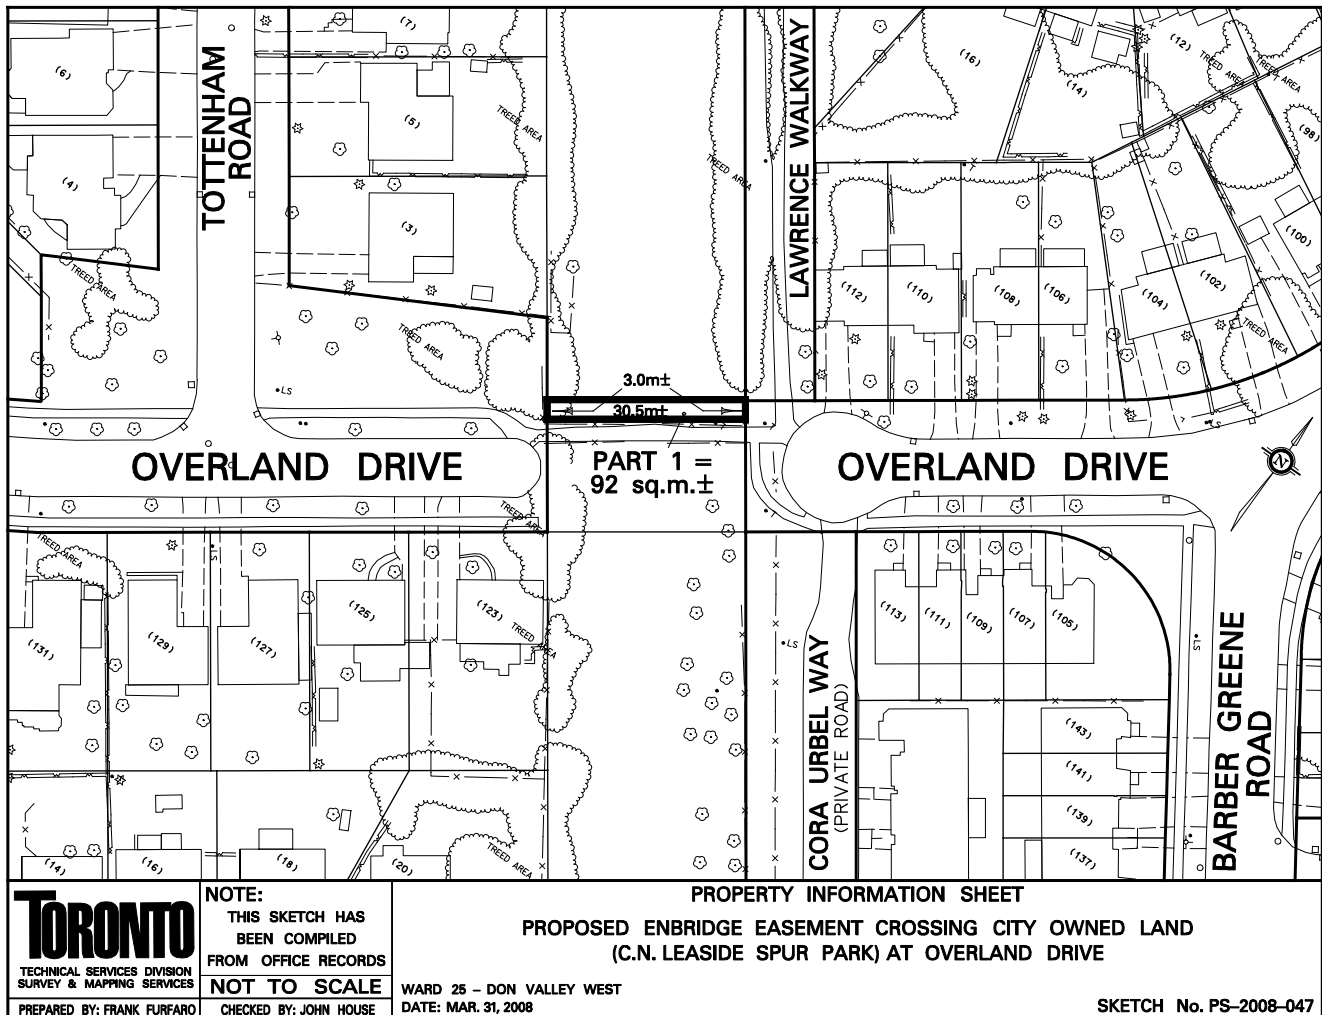 (7)
(6)
(5)
(4)
(3)
TOTTENHAM
ROAD
TREED AREA
TREED AREA
TREED AREA
TREED AREA
LAWRENCE WALKWAY
(16)
(14)
(12)
TREED AREA
TREED AREA
(98)
(100)
(102)
(104)
(106)
(108)
(110)
(112)
TREED AREA
LS
LS
3.0m±
30.5m±
OVERLAND DRIVE
PART 1 =
92 sq.m.±
OVERLAND DRIVE
N
TREED AREA
TREED AREA
LS
(131)
(129)
(127)
(125)
(123)
TREED AREA
LS
CORA URBEL WAY
(PRIVATE ROAD)
(113)
(111)
(109)
(107)
(105)
LS
BARBER GREENE
ROAD
(143)
(141)
(139)
(137)
(14)
(16)
(18)
(20)
TREED AREA
TORONTO
TECHNICAL SERVICES DIVISION
SURVEY & MAPPING SERVICES
PREPARED BY: FRANK FURFARO
NOTE:
THIS SKETCH HAS
BEEN COMPILED
FROM OFFICE RECORDS
NOT TO SCALE
CHECKED BY: JOHN HOUSE
PROPERTY INFORMATION SHEET
PROPOSED ENBRIDGE EASEMENT CROSSING CITY OWNED LAND
(C.N. LEASIDE SPUR PARK) AT OVERLAND DRIVE
WARD 25 – DON VALLEY WEST
DATE: MAR. 31, 2008
SKETCH No. PS–2008–047